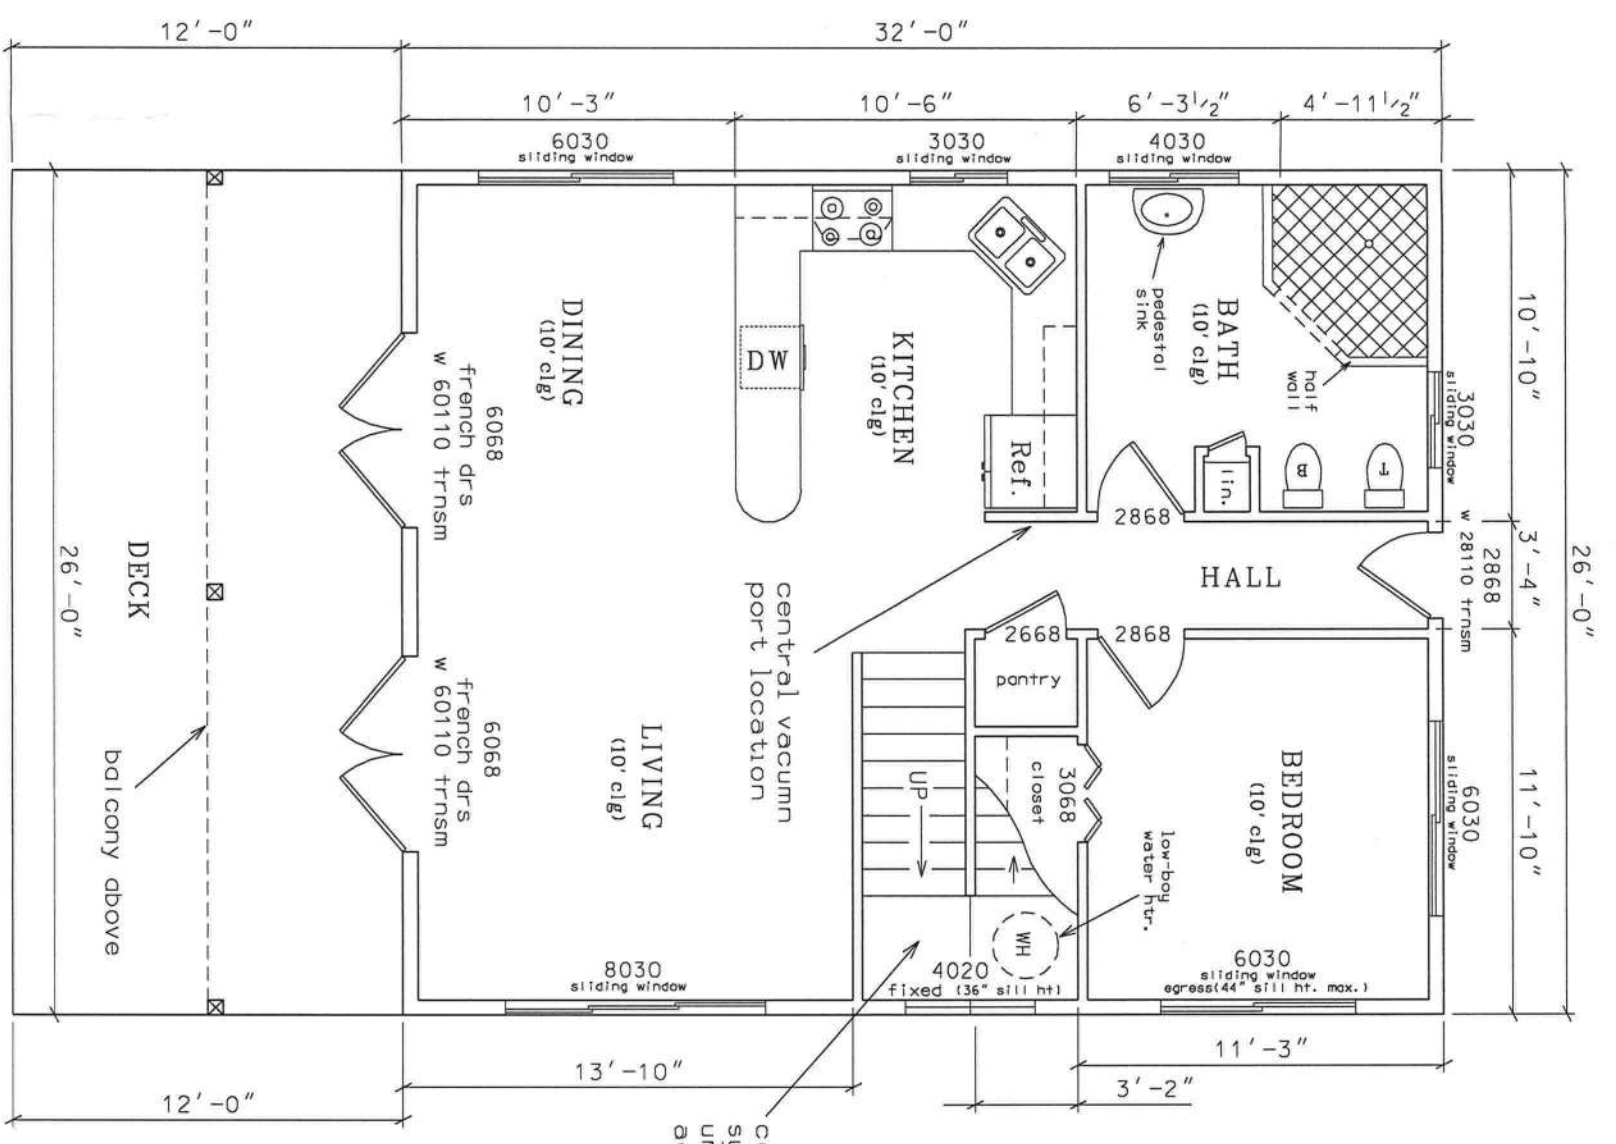 12'-0"
32'-0"
10'-3"
10'-6"
6'-3½"
4'-11½"
6030
sliding window
3030
sliding window
4030
sliding window
pedestal
sink
BATH
(10' clg)
half
wall
3030
sliding window
10'-10"
DINING
(10' clg)
KITCHEN
(10' clg)
DW
Ref.
lin.
B
T
6068
french drs
w 60110 trnsm
2868
HALL
2868
w 28110 trnsm
3'-4"
26'-0"
DECK
26'-0"
central vacumn
port location
2668
2868
pantry
6068
french drs
w 60110 trnsm
LIVING
(10' clg)
UP
closet
3068
BEDROOM
(10' clg)
6030
sliding window
11'-10"
low-boy
water htr.
WH
balcony above
8030
sliding window
4020
fixed (36" sill ht)
6030
sliding window
egress(44" sill ht. max.)
11'-3"
13'-10"
3'-2"
12'-0"